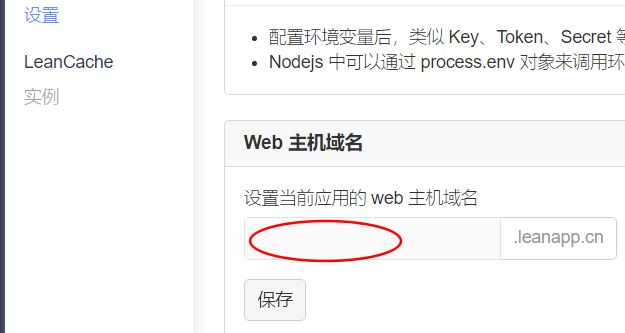 设置
LeanCache
实例
配置环境变量后，类似 Key、Token、Secret 等
Nodejs 中可以通过 process.env 对象来调用环
Web 主机域名
设置当前应用的 web 主机域名
.leanapp.cn
保存